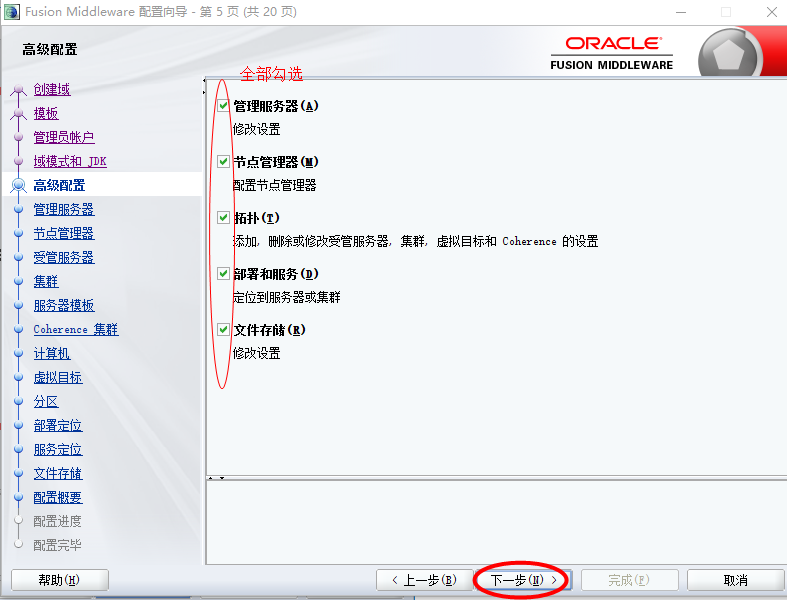 Fusion Middleware 配置向导 - 第 5 页 (共 20 页)
高级配置
ORACLE
FUSION MIDDLEWARE
创建域
模板
管理员帐户
域模式和 JDK
高级配置
管理服务器
节点管理器
受管服务器
集群
服务器模板
Coherence 集群
计算机
虚拟目标
分区
部署定位
服务定位
文件存储
配置概要
配置进度
配置完毕
全部勾选
管理服务器(A)
修改设置
节点管理器(M)
配置节点管理器
拓扑(T)
添加, 删除或修改受管服务器, 集群, 虚拟目标和 Coherence 的设置
部署和服务(D)
定位到服务器或集群
文件存储(R)
修改设置
帮助(H)
< 上一步(B)
下一步(N) >
完成(F)
取消